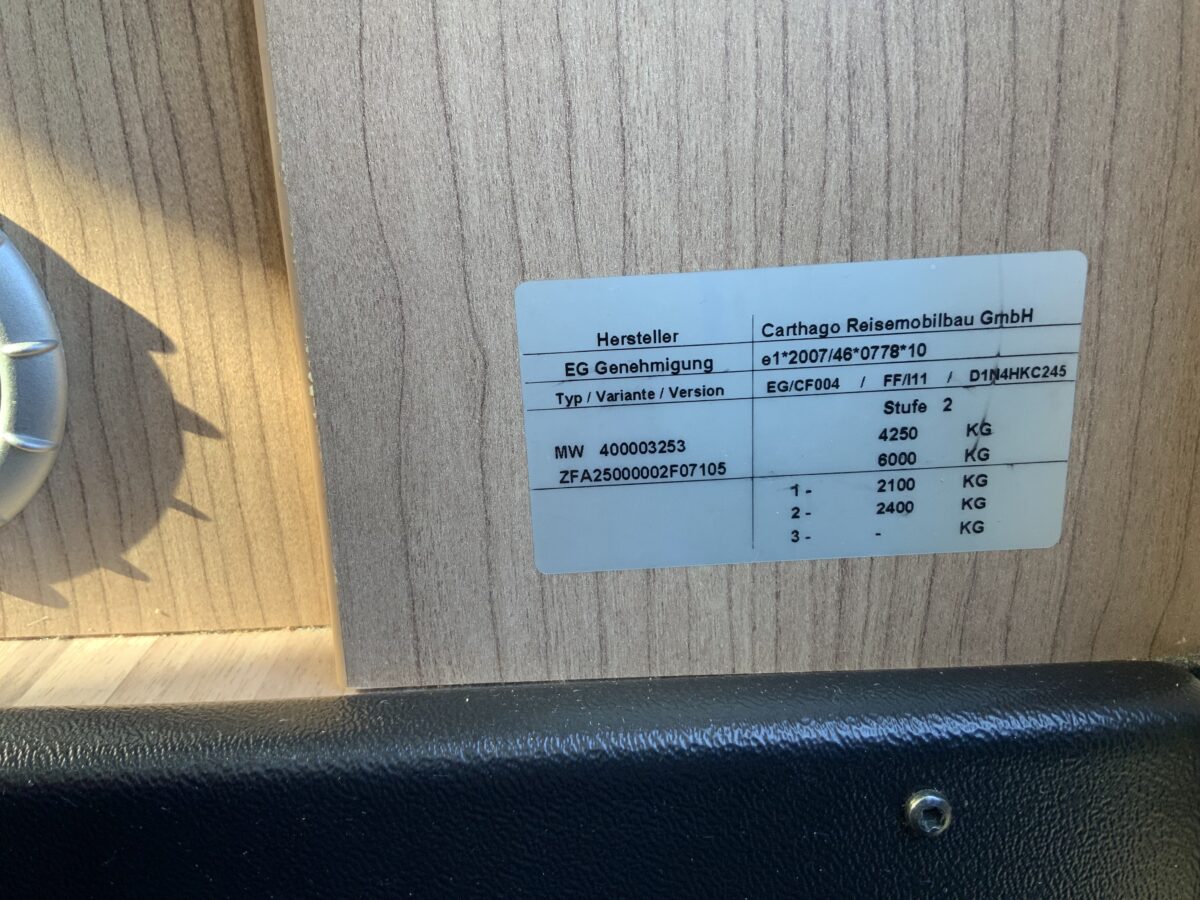 Hersteller Carthago Reisemobilbau GmbH
EG Genehmigung e1*2007/46*0778*10
Typ / Variante / Version EG/CF004 / FF/I11 / D1N4HKC245
Stufe 2
MW 400003253 4250 KG
ZFA25000002F07105 6000 KG
1 - 2100 KG
2 - 2400 KG
3 - - KG